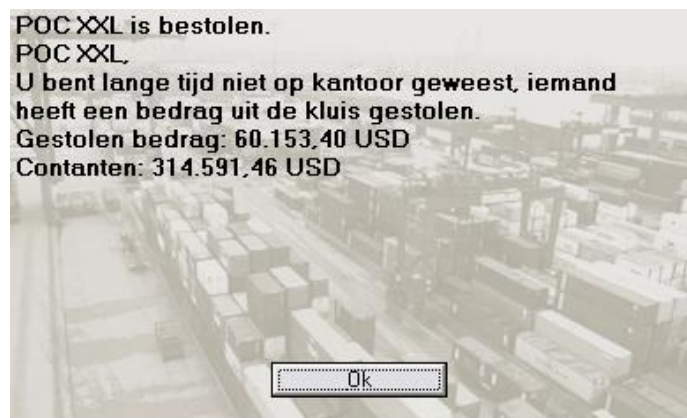 POC XXL is bestolen.
POC XXL,
U bent lange tijd niet op kantoor geweest, iemand
heeft een bedrag uit de kluis gestolen.
Gestolen bedrag: 60.153,40 USD
Contanten: 314.591,46 USD
Ok